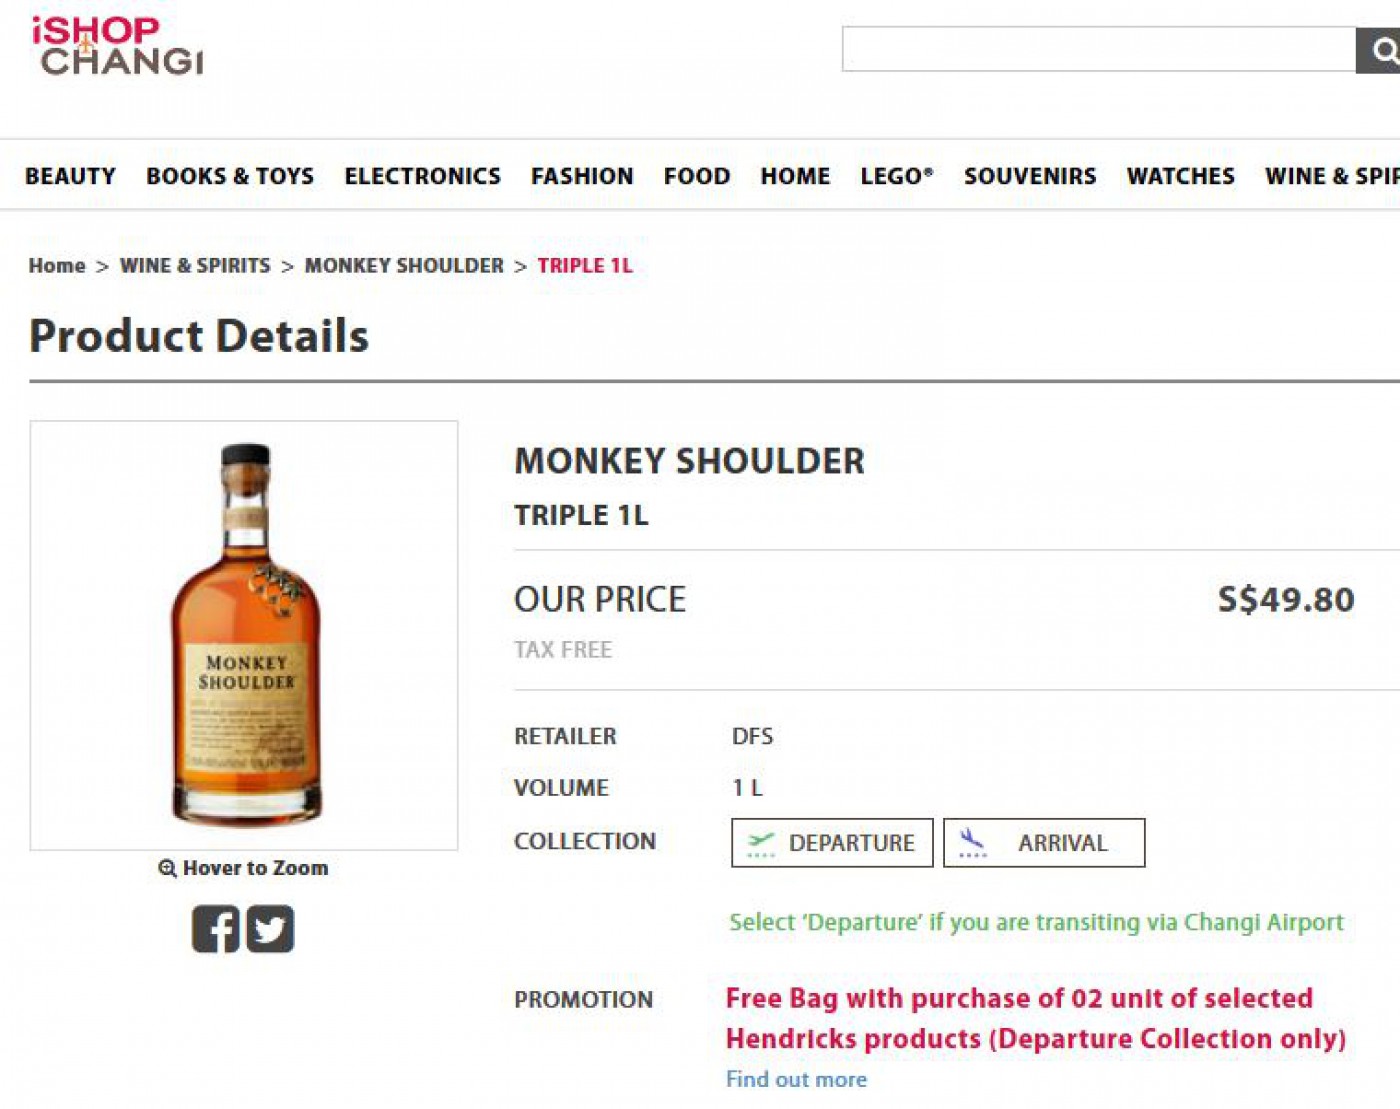 iSHOP
CHANGI
BEAUTY BOOKS & TOYS ELECTRONICS FASHION FOOD HOME LEGO® SOUVENIRS WATCHES WINE & SPIR
Home > WINE & SPIRITS > MONKEY SHOULDER > TRIPLE 1L
Product Details
MONKEY SHOULDER
TRIPLE 1L
OUR PRICE S$49.80
TAX FREE
MONKEY
SHOULDER
RETAILER DFS
VOLUME 1 L
COLLECTION DEPARTURE ARRIVAL
Hover to Zoom
Select ‘Departure’ if you are transiting via Changi Airport
PROMOTION Free Bag with purchase of 02 unit of selected
Hendricks products (Departure Collection only)
Find out more